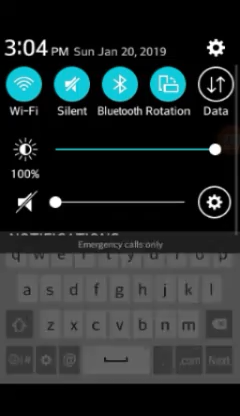 3:04 PM Sun Jan 20, 2019
Wi-Fi Silent Bluetooth Rotation Data
100%
NOTIFICATIONS
Emergency calls only
q w e r t y u i o p
a s d f g h j k l
z x c v b n m
@ . .com Next